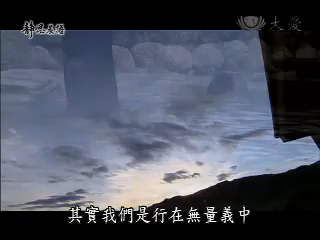 靜思晨語
大愛
其實我們是行在無量義中